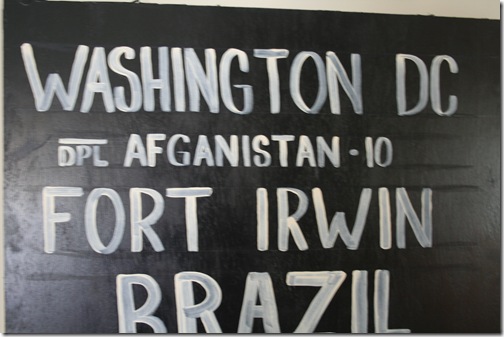 WASHINGTON DC
DPL AFGANISTAN - 10
FORT IRWIN
BRAZIL